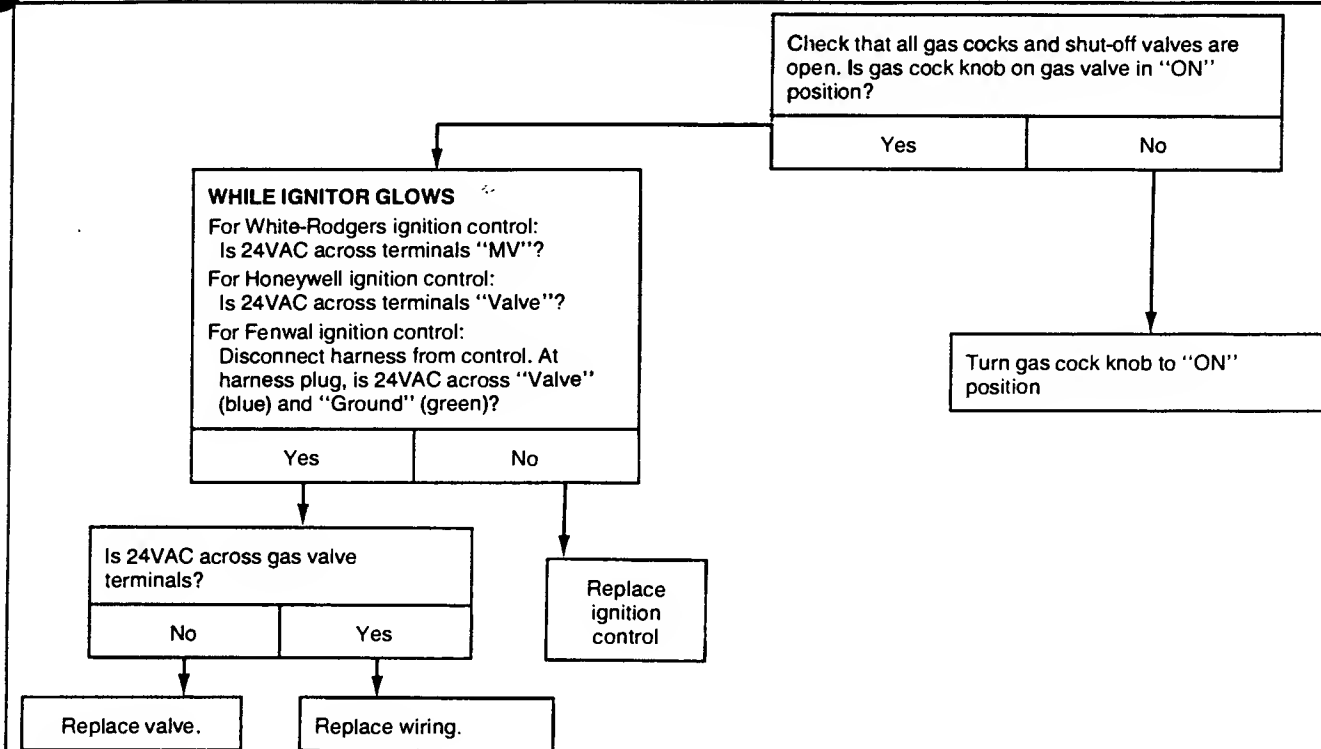 Check that all gas cocks and shut-off valves are
open. Is gas cock knob on gas valve in "ON"
position?
Yes
No
WHILE IGNITOR GLOWS
For White-Rodgers ignition control:
Is 24VAC across terminals "MV"?
For Honeywell ignition control:
Is 24VAC across terminals "Valve"?
For Fenwal ignition control:
Disconnect harness from control. At
harness plug, is 24VAC across "Valve"
(blue) and "Ground" (green)?
Yes
No
Turn gas cock knob to "ON"
position
Is 24VAC across gas valve
terminals?
No
Yes
Replace
ignition
control
Replace valve.
Replace wiring.